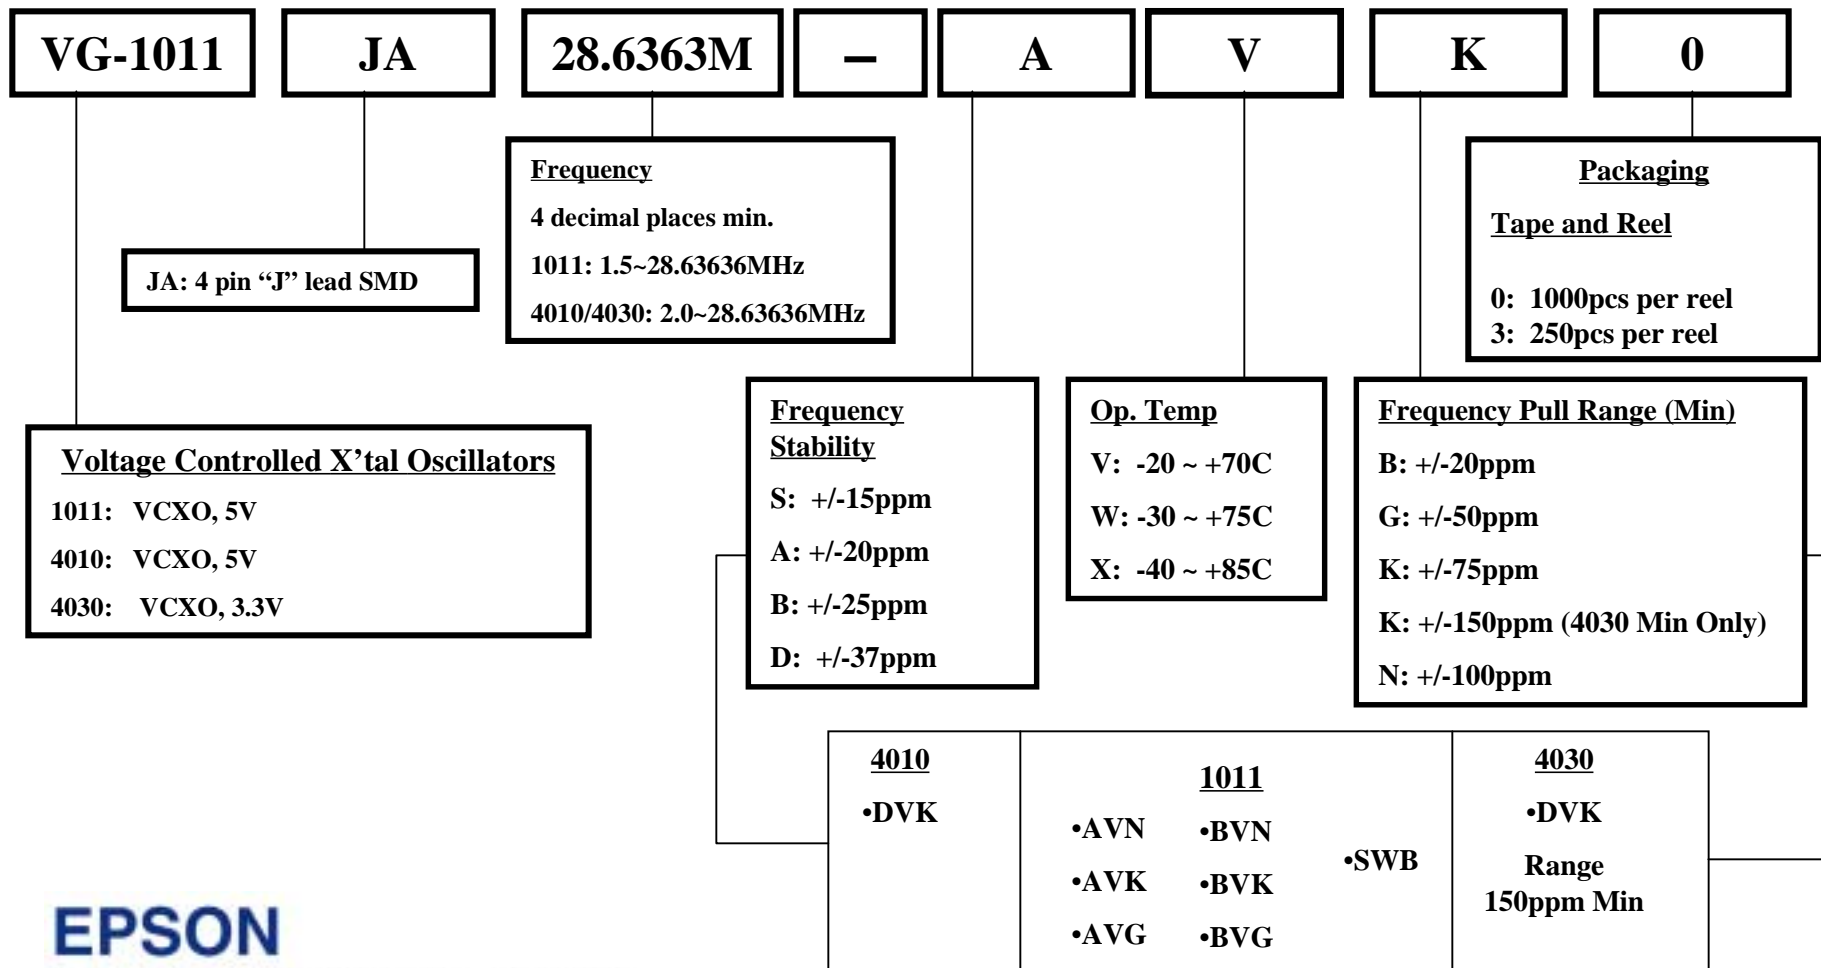 VG-1011 JA 28.6363M – A V K 0
Frequency
4 decimal places min.
1011: 1.5~28.63636MHz
4010/4030: 2.0~28.63636MHz
Packaging
Tape and Reel
0: 1000pcs per reel
3: 250pcs per reel
JA: 4 pin “J” lead SMD
Voltage Controlled X’tal Oscillators
1011: VCXO, 5V
4010: VCXO, 5V
4030: VCXO, 3.3V
Frequency
Stability
S: +/-15ppm
A: +/-20ppm
B: +/-25ppm
D: +/-37ppm
Op. Temp
V: -20 ~ +70C
W: -30 ~ +75C
X: -40 ~ +85C
Frequency Pull Range (Min)
B: +/-20ppm
G: +/-50ppm
K: +/-75ppm
K: +/-150ppm (4030 Min Only)
N: +/-100ppm
4010
•DVK
1011
•AVN •BVN
•SWB
•AVK •BVK
•AVG •BVG
4030
•DVK
Range
150ppm Min
EPSON